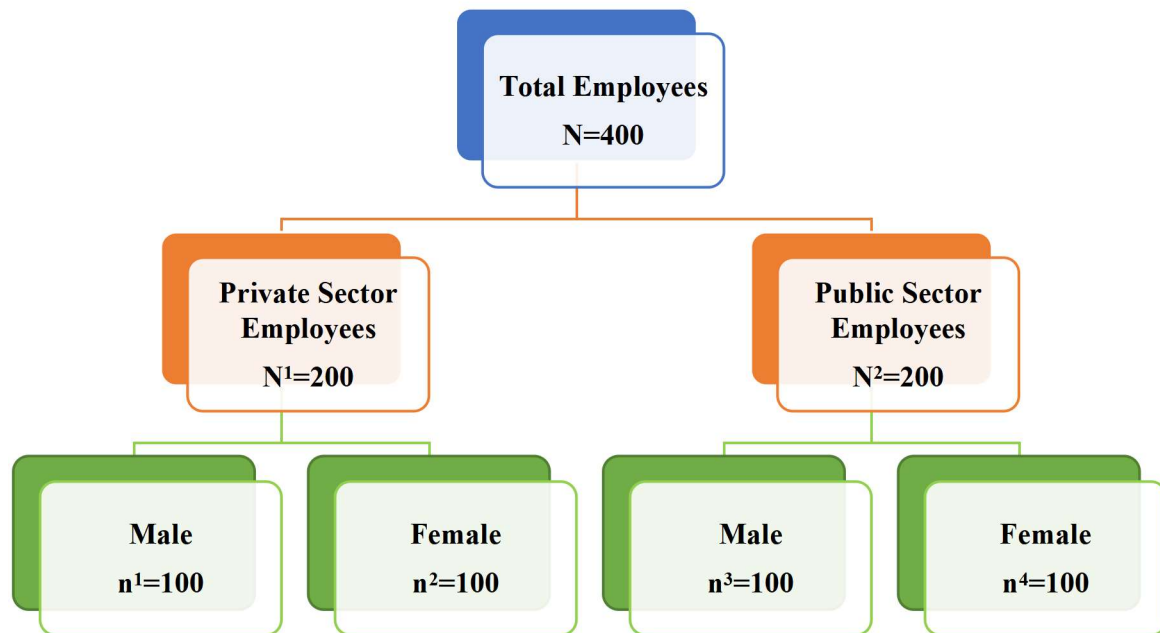 Total Employees
N=400
Private Sector
Employees
N¹=200
Public Sector
Employees
N²=200
Male
n¹=100
Female
n²=100
Male
n³=100
Female
n⁴=100